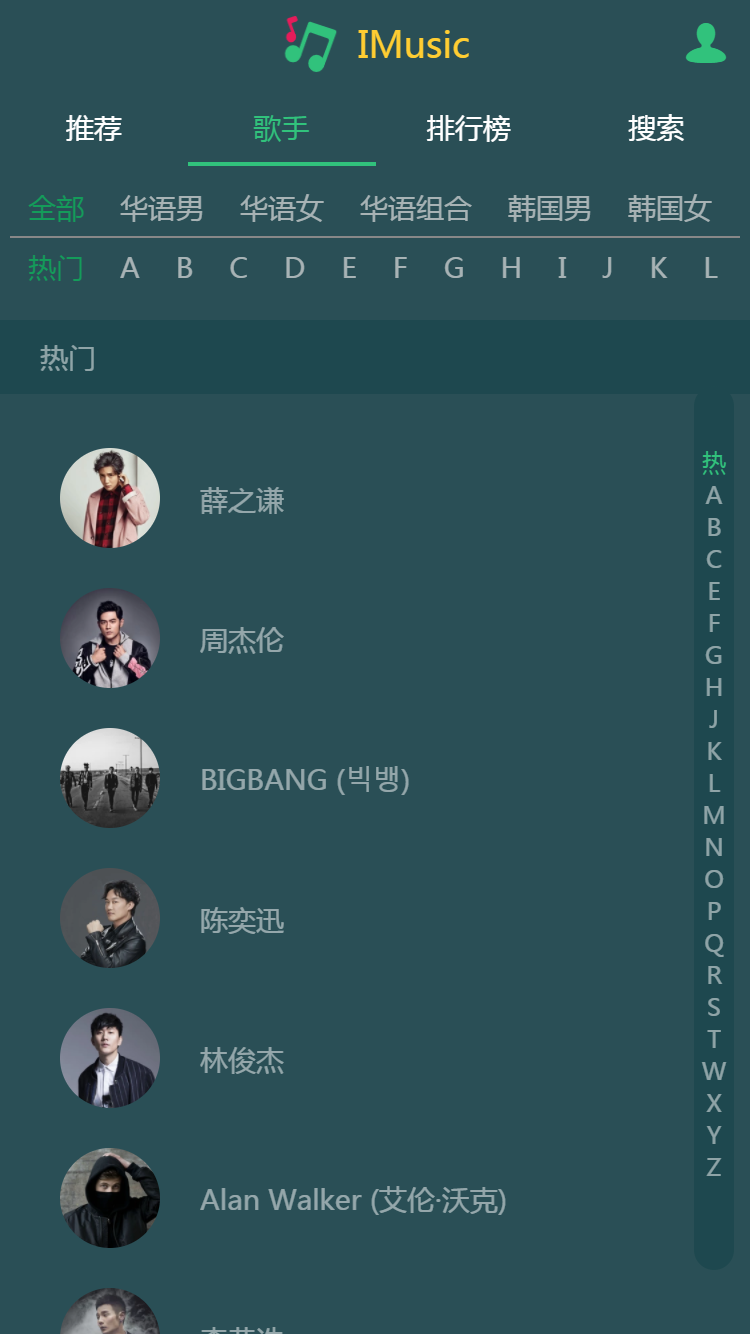 IMusic
推荐 歌手 排行榜 搜索
全部 华语男 华语女 华语组合 韩国男 韩国女
热门 A B C D E F G H I J K L
热门
薛之谦
周杰伦
BIGBANG (빅뱅)
陈奕迅
林俊杰
Alan Walker (艾伦·沃克)
热
A
B
C
E
F
G
H
J
K
L
M
N
O
P
Q
R
S
T
W
X
Y
Z